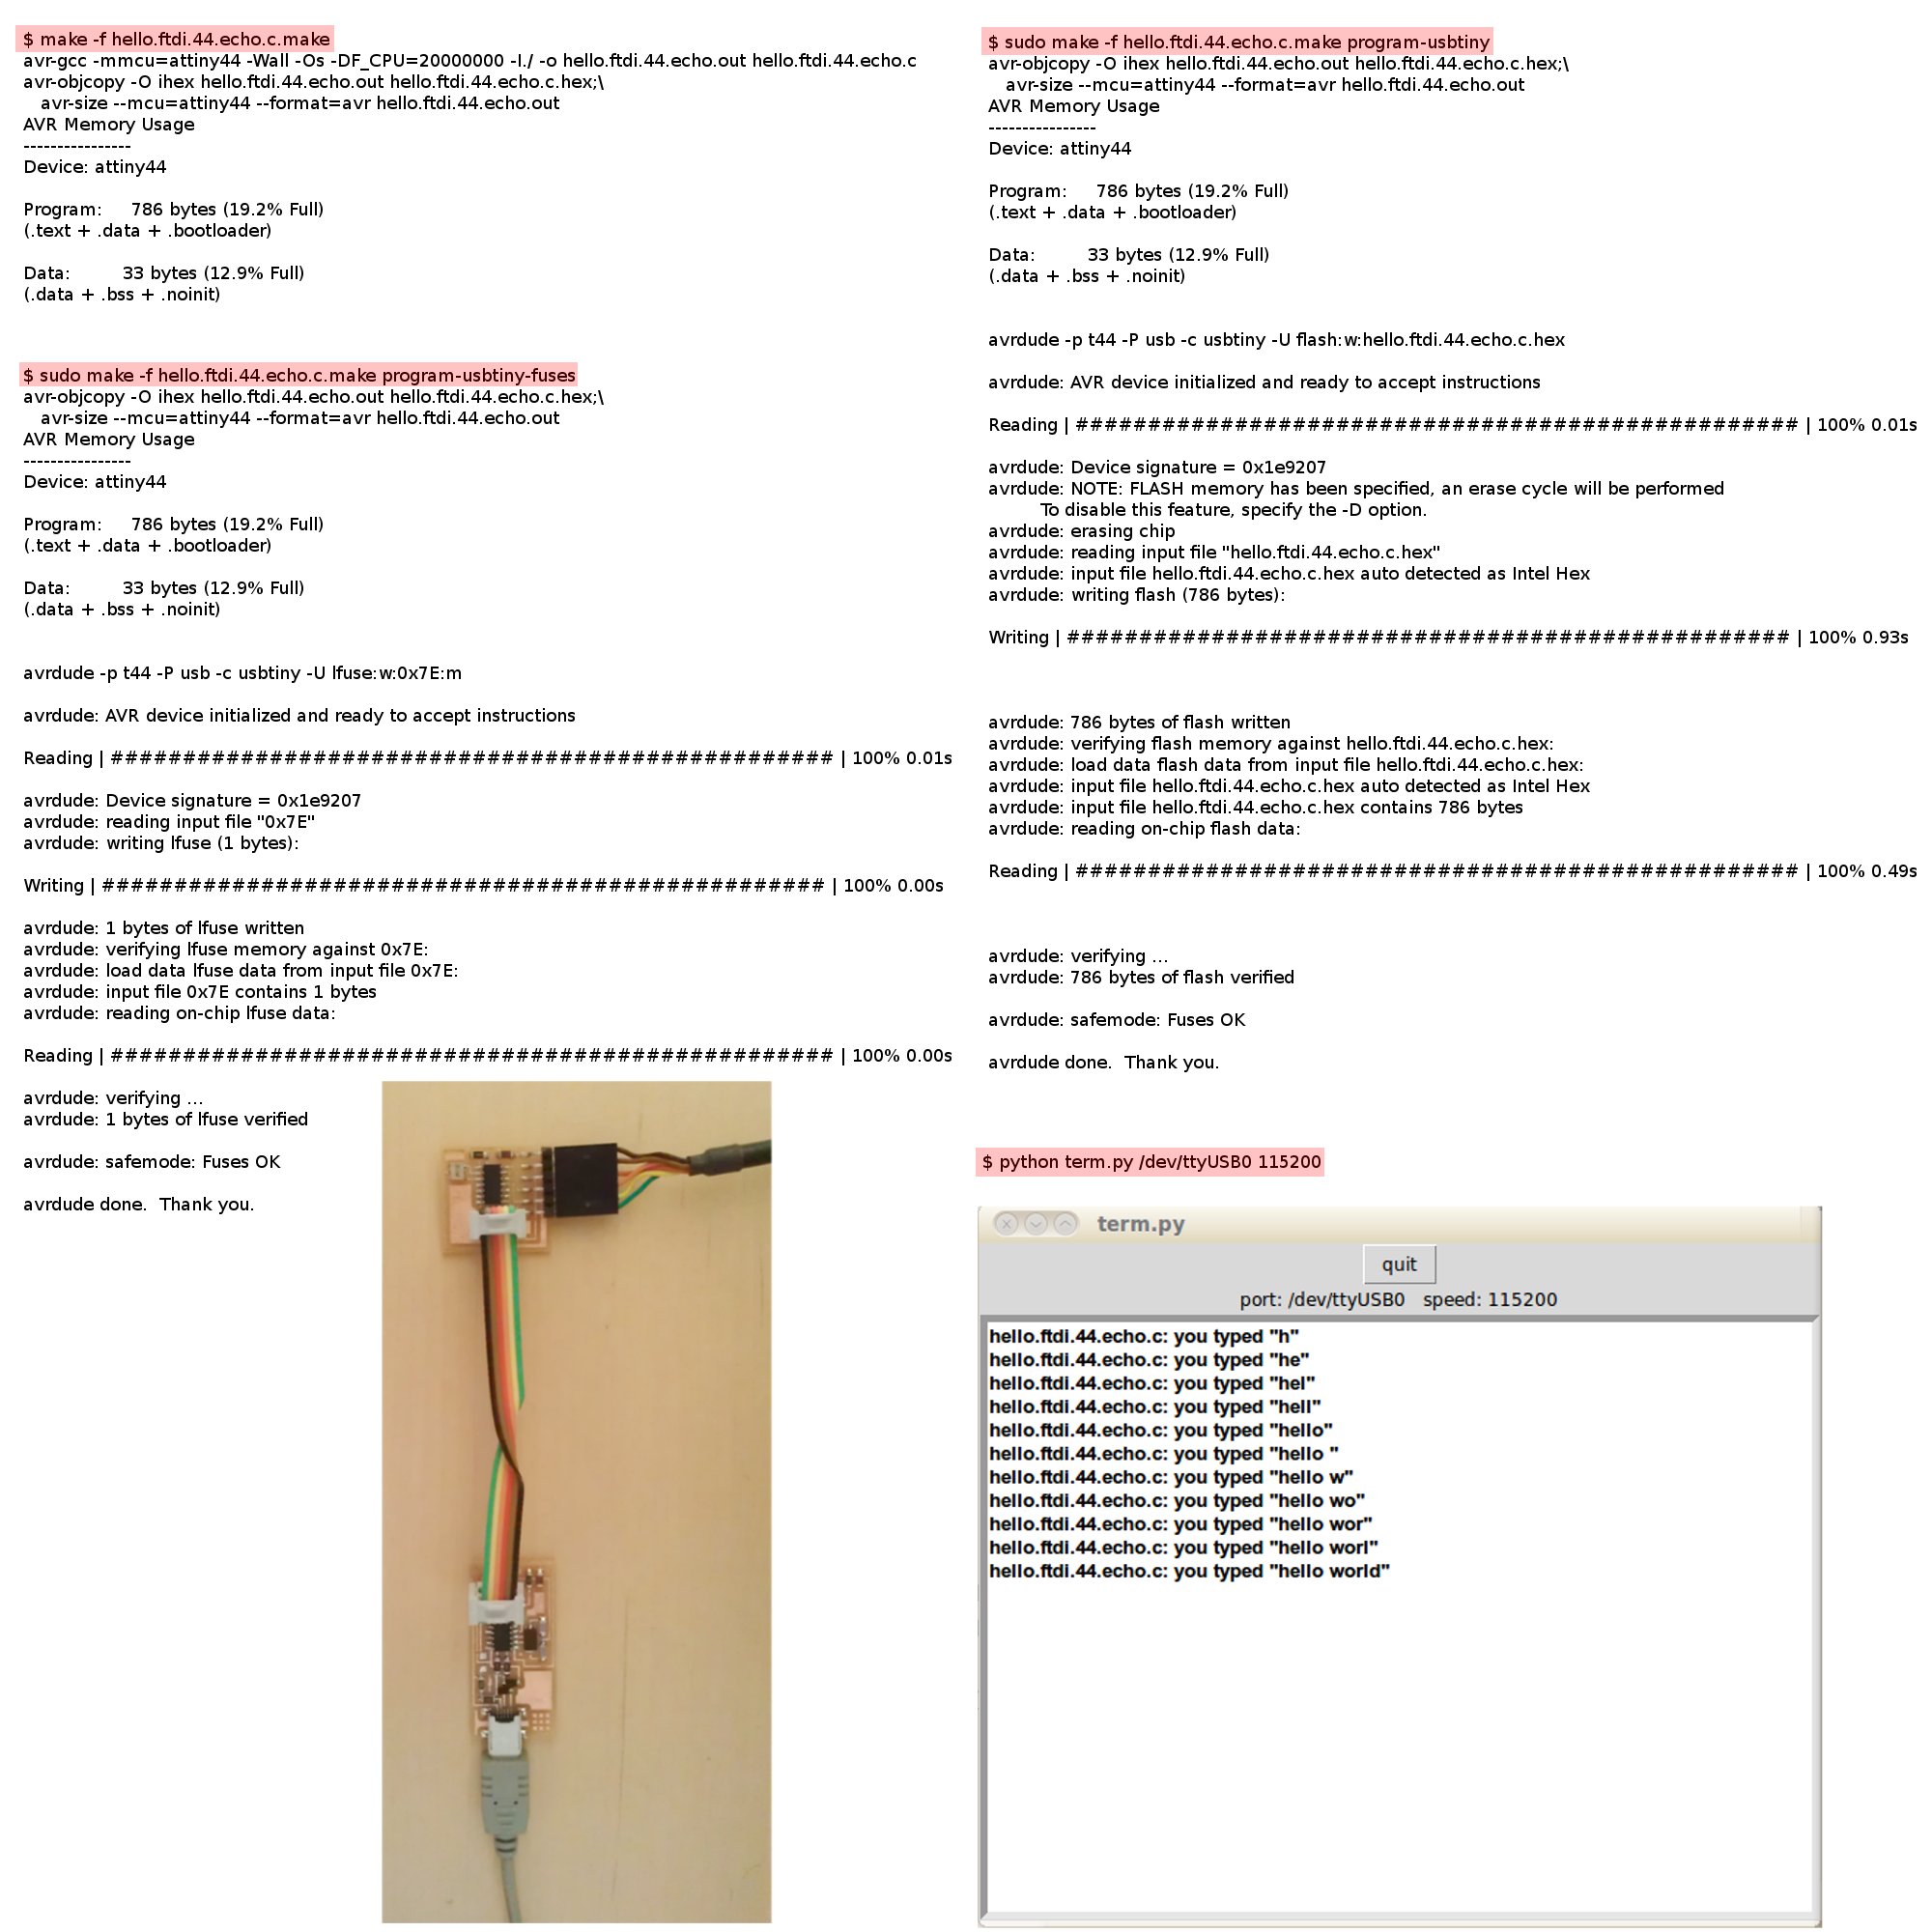 $ make -f hello.ftdi.44.echo.c.make
avr-gcc -mmcu=attiny44 -Wall -Os -DF_CPU=20000000 -I./ -o hello.ftdi.44.echo.out hello.ftdi.44.echo.c
avr-objcopy -O ihex hello.ftdi.44.echo.out hello.ftdi.44.echo.c.hex;\
avr-size --mcu=attiny44 --format=avr hello.ftdi.44.echo.out
AVR Memory Usage
----------------
Device: attiny44
Program: 786 bytes (19.2% Full)
(.text + .data + .bootloader)
Data: 33 bytes (12.9% Full)
(.data + .bss + .noinit)
$ sudo make -f hello.ftdi.44.echo.c.make program-usbtiny-fuses
avr-objcopy -O ihex hello.ftdi.44.echo.out hello.ftdi.44.echo.c.hex;\
avr-size --mcu=attiny44 --format=avr hello.ftdi.44.echo.out
AVR Memory Usage
----------------
Device: attiny44
Program: 786 bytes (19.2% Full)
(.text + .data + .bootloader)
Data: 33 bytes (12.9% Full)
(.data + .bss + .noinit)
avrdude -p t44 -P usb -c usbtiny -U lfuse:w:0x7E:m
avrdude: AVR device initialized and ready to accept instructions
Reading | ################################################## | 100% 0.01s
avrdude: Device signature = 0x1e9207
avrdude: reading input file "0x7E"
avrdude: writing lfuse (1 bytes):
Writing | ################################################## | 100% 0.00s
avrdude: 1 bytes of lfuse written
avrdude: verifying lfuse memory against 0x7E:
avrdude: load data lfuse data from input file 0x7E:
avrdude: input file 0x7E contains 1 bytes
avrdude: reading on-chip lfuse data:
Reading | ################################################## | 100% 0.00s
avrdude: verifying ...
avrdude: 1 bytes of lfuse verified
avrdude: safemode: Fuses OK
avrdude done.  Thank you.
$ sudo make -f hello.ftdi.44.echo.c.make program-usbtiny
avr-objcopy -O ihex hello.ftdi.44.echo.out hello.ftdi.44.echo.c.hex;\
avr-size --mcu=attiny44 --format=avr hello.ftdi.44.echo.out
AVR Memory Usage
----------------
Device: attiny44
Program: 786 bytes (19.2% Full)
(.text + .data + .bootloader)
Data: 33 bytes (12.9% Full)
(.data + .bss + .noinit)
avrdude -p t44 -P usb -c usbtiny -U flash:w:hello.ftdi.44.echo.c.hex
avrdude: AVR device initialized and ready to accept instructions
Reading | ################################################## | 100% 0.01s
avrdude: Device signature = 0x1e9207
avrdude: NOTE: FLASH memory has been specified, an erase cycle will be performed
To disable this feature, specify the -D option.
avrdude: erasing chip
avrdude: reading input file "hello.ftdi.44.echo.c.hex"
avrdude: input file hello.ftdi.44.echo.c.hex auto detected as Intel Hex
avrdude: writing flash (786 bytes):
Writing | ################################################## | 100% 0.93s
avrdude: 786 bytes of flash written
avrdude: verifying flash memory against hello.ftdi.44.echo.c.hex:
avrdude: load data flash data from input file hello.ftdi.44.echo.c.hex:
avrdude: input file hello.ftdi.44.echo.c.hex auto detected as Intel Hex
avrdude: input file hello.ftdi.44.echo.c.hex contains 786 bytes
avrdude: reading on-chip flash data:
Reading | ################################################## | 100% 0.49s
avrdude: verifying ...
avrdude: 786 bytes of flash verified
avrdude: safemode: Fuses OK
avrdude done.  Thank you.
$ python term.py /dev/ttyUSB0 115200
term.py
quit
port: /dev/ttyUSB0 speed: 115200
hello.ftdi.44.echo.c: you typed "h"
hello.ftdi.44.echo.c: you typed "he"
hello.ftdi.44.echo.c: you typed "hel"
hello.ftdi.44.echo.c: you typed "hell"
hello.ftdi.44.echo.c: you typed "hello"
hello.ftdi.44.echo.c: you typed "hello "
hello.ftdi.44.echo.c: you typed "hello w"
hello.ftdi.44.echo.c: you typed "hello wo"
hello.ftdi.44.echo.c: you typed "hello wor"
hello.ftdi.44.echo.c: you typed "hello worl"
hello.ftdi.44.echo.c: you typed "hello world"